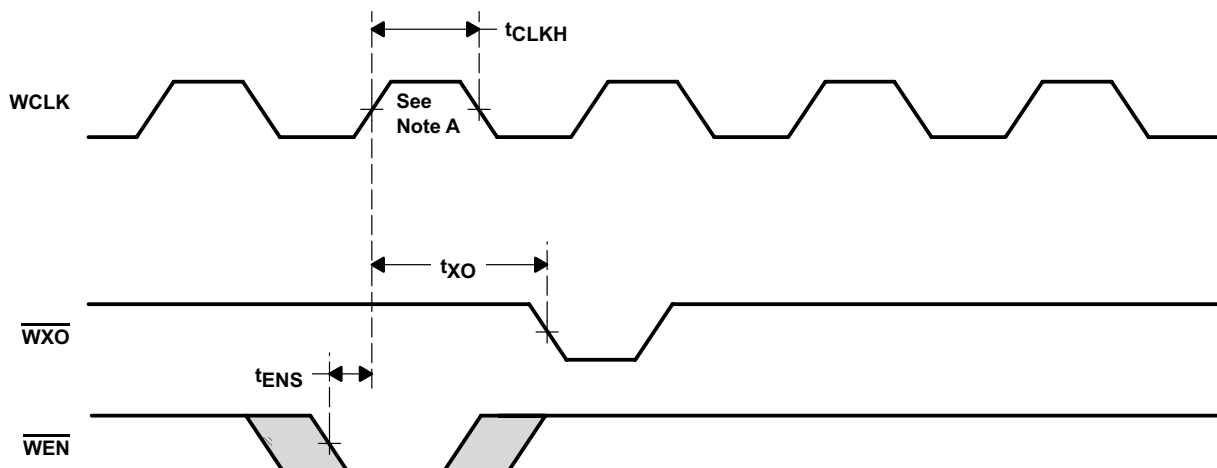 tCLKH
WCLK
See
Note A
tXO
WXO
tENS
WEN